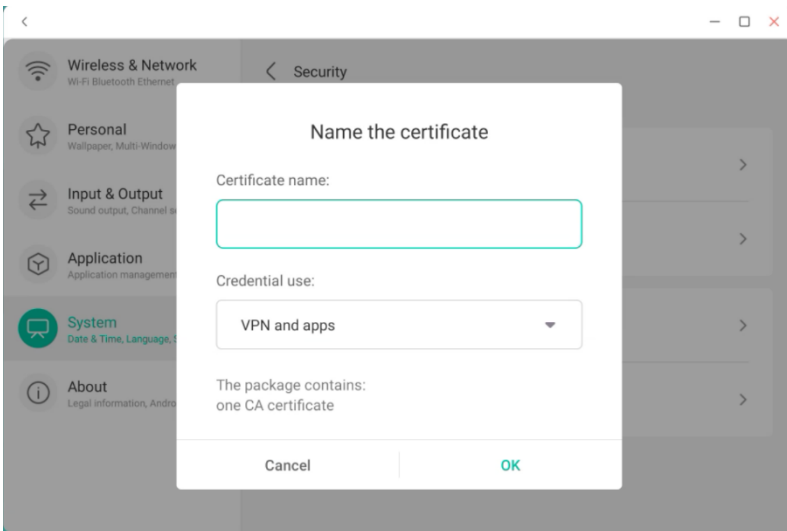 Wireless & Network
Wi-Fi Bluetooth Ethernet
Security
Personal
Wallpaper, Multi-Window
Input & Output
Sound output, Channel
Application
Application
System
Date & Time, Language,
About
Legal information,
Name the certificate
Certificate name:
Credential use:
VPN and apps
The package contains:
one CA certificate
Cancel
OK